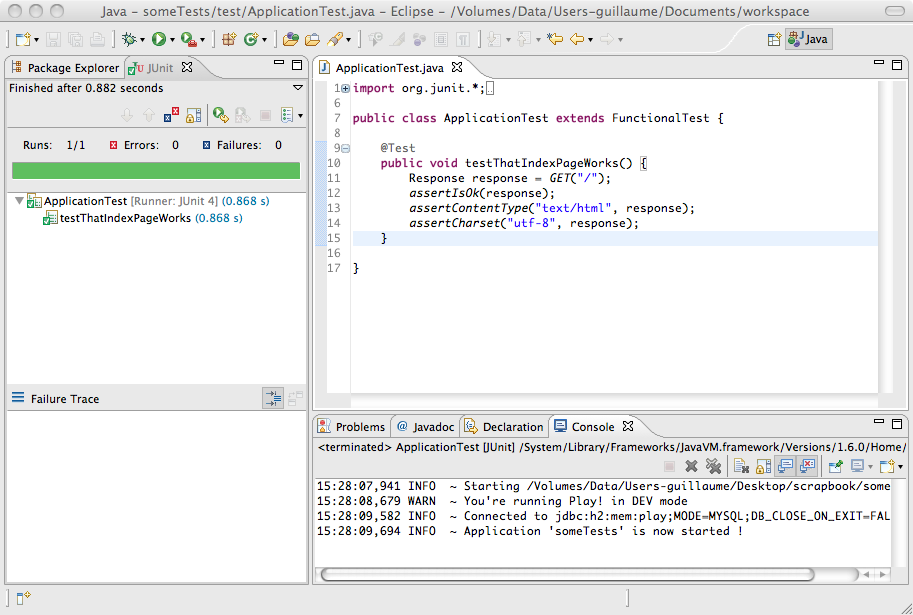 Java - someTests/test/ApplicationTest.java - Eclipse - /Volumes/Data/Users-guillaume/Documents/workspace
Java
Package Explorer
JUnit
Finished after 0.882 seconds
Runs: 1/1 Errors: 0 Failures: 0
ApplicationTest [Runner: JUnit 4] (0.868 s)
testThatIndexPageWorks (0.868 s)
Failure Trace
ApplicationTest.java
1 import org.junit.*;
6
7 public class ApplicationTest extends FunctionalTest {
8
9 @Test
10 public void testThatIndexPageWorks() {
11 Response response = GET("/");
12 assertIsOk(response);
13 assertContentType("text/html", response);
14 assertCharset("utf-8", response);
15 }
16
17 }
Problems @ Javadoc Declaration Console
<terminated> ApplicationTest [JUnit] /System/Library/Frameworks/JavaVM.framework/Versions/1.6.0/Home/
15:28:07,941 INFO ~ Starting /Volumes/Data/Users-guillaume/Desktop/scrapbook/some
15:28:08,679 WARN ~ You're running Play! in DEV mode
15:28:09,582 INFO ~ Connected to jdbc:h2:mem:play;MODE=MYSQL;DB_CLOSE_ON_EXIT=FAL
15:28:09,694 INFO ~ Application 'someTests' is now started !